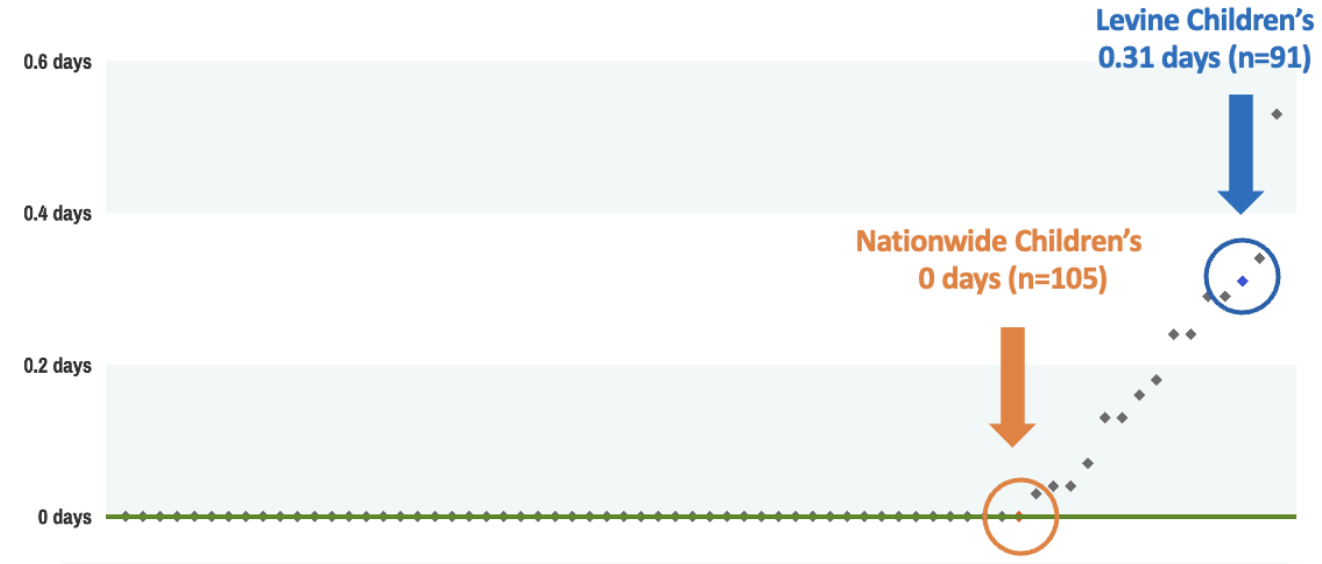 Levine Children’s
0.31 days (n=91)
0.6 days
0.4 days
Nationwide Children’s
0 days (n=105)
0.2 days
0 days